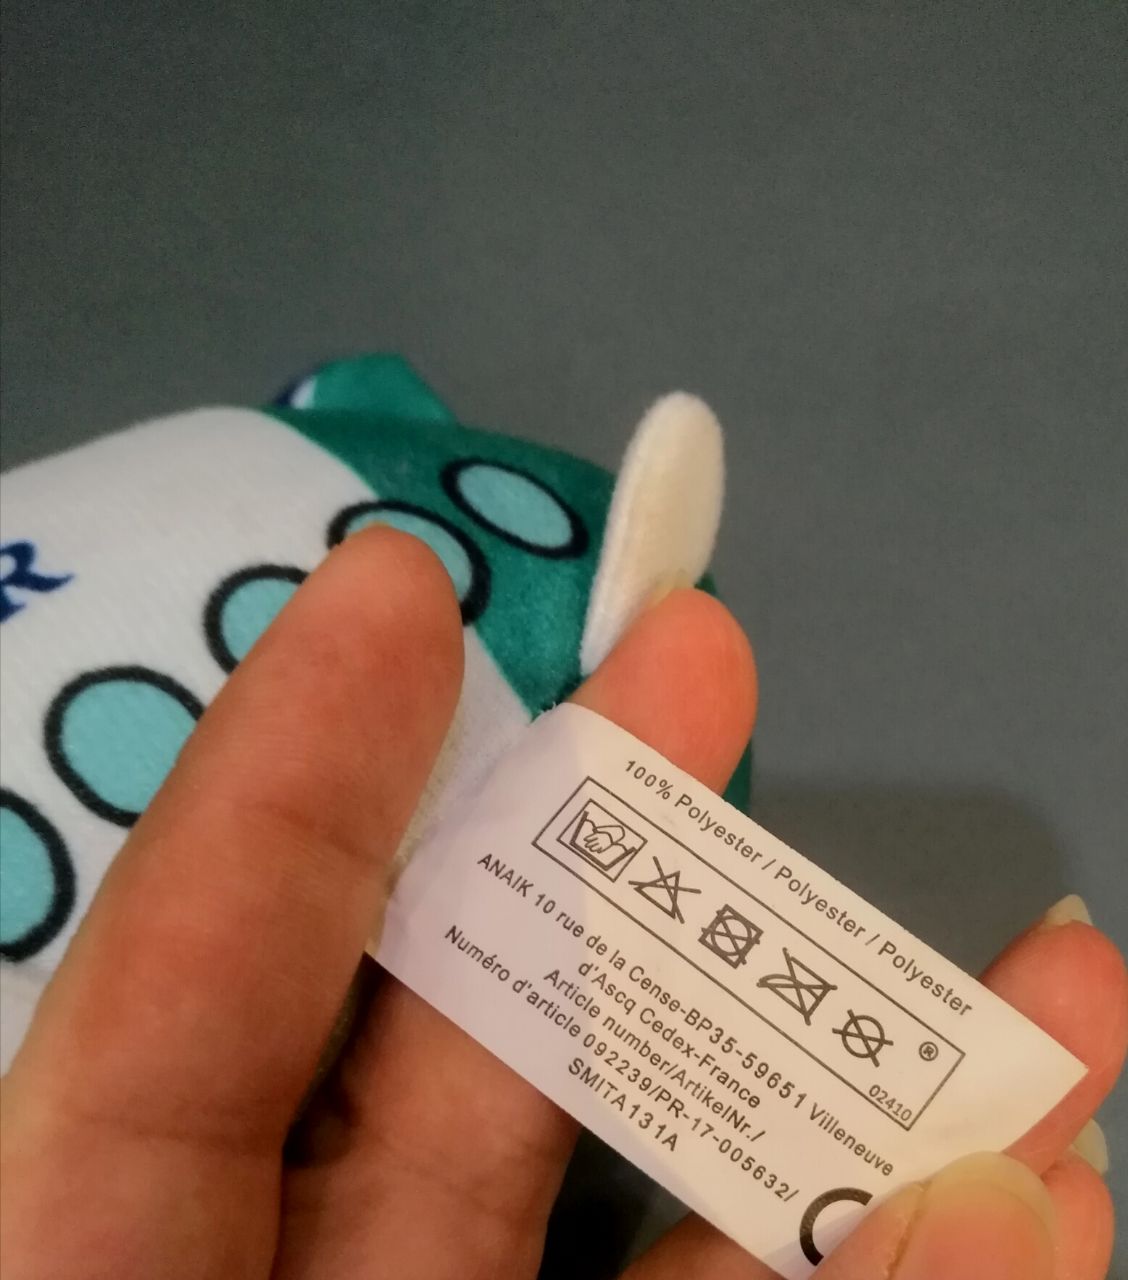 R
100% Polyester / Polyester / Polyester
®
02410
ANAIK 10 rue de la Cense-BP35-59651 Villeneuve
d'Ascq Cedex-France
Article number/ArtikelNr./
Numéro d'article 092239/PR-17-005632/
SMITA131A